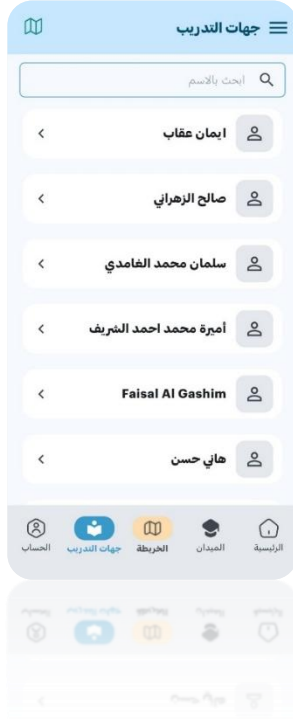 جهات التدريب
ابحث بالاسم
ايمان عقاب
صالح الزهراني
سلمان محمد الغامدي
أميرة محمد احمد الشريف
Faisal Al Gashim
هاني حسن
الرئيسية الميدان الخريطة جهات التدريب الحساب